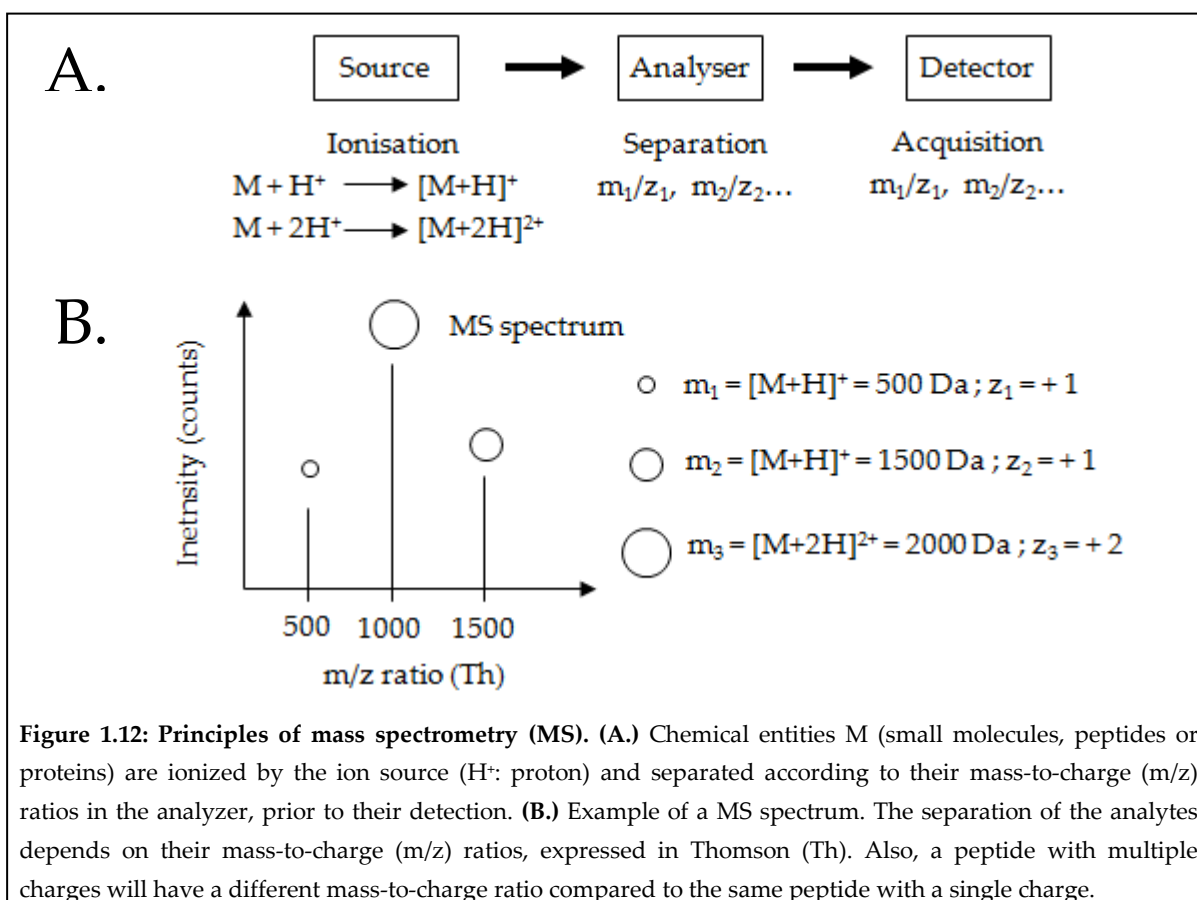 A.
Source Analyser Detector
Ionisation Separation Acquisition
M + H⁺ ⟶ [M+H]⁺ m₁/z₁, m₂/z₂... m₁/z₁, m₂/z₂...
M + 2H⁺ ⟶ [M+2H]²⁺
B.
MS spectrum
Inetnsity (counts)
m₁ = [M+H]⁺ = 500 Da ; z₁ = + 1
m₂ = [M+H]⁺ = 1500 Da ; z₂ = + 1
m₃ = [M+2H]²⁺ = 2000 Da ; z₃ = + 2
500 1000 1500
m/z ratio (Th)
Figure 1.12: Principles of mass spectrometry (MS). (A.) Chemical entities M (small molecules, peptides or
proteins) are ionized by the ion source (H⁺: proton) and separated according to their mass-to-charge (m/z)
ratios in the analyzer, prior to their detection. (B.) Example of a MS spectrum. The separation of the analytes
depends on their mass-to-charge (m/z) ratios, expressed in Thomson (Th). Also, a peptide with multiple
charges will have a different mass-to-charge ratio compared to the same peptide with a single charge.